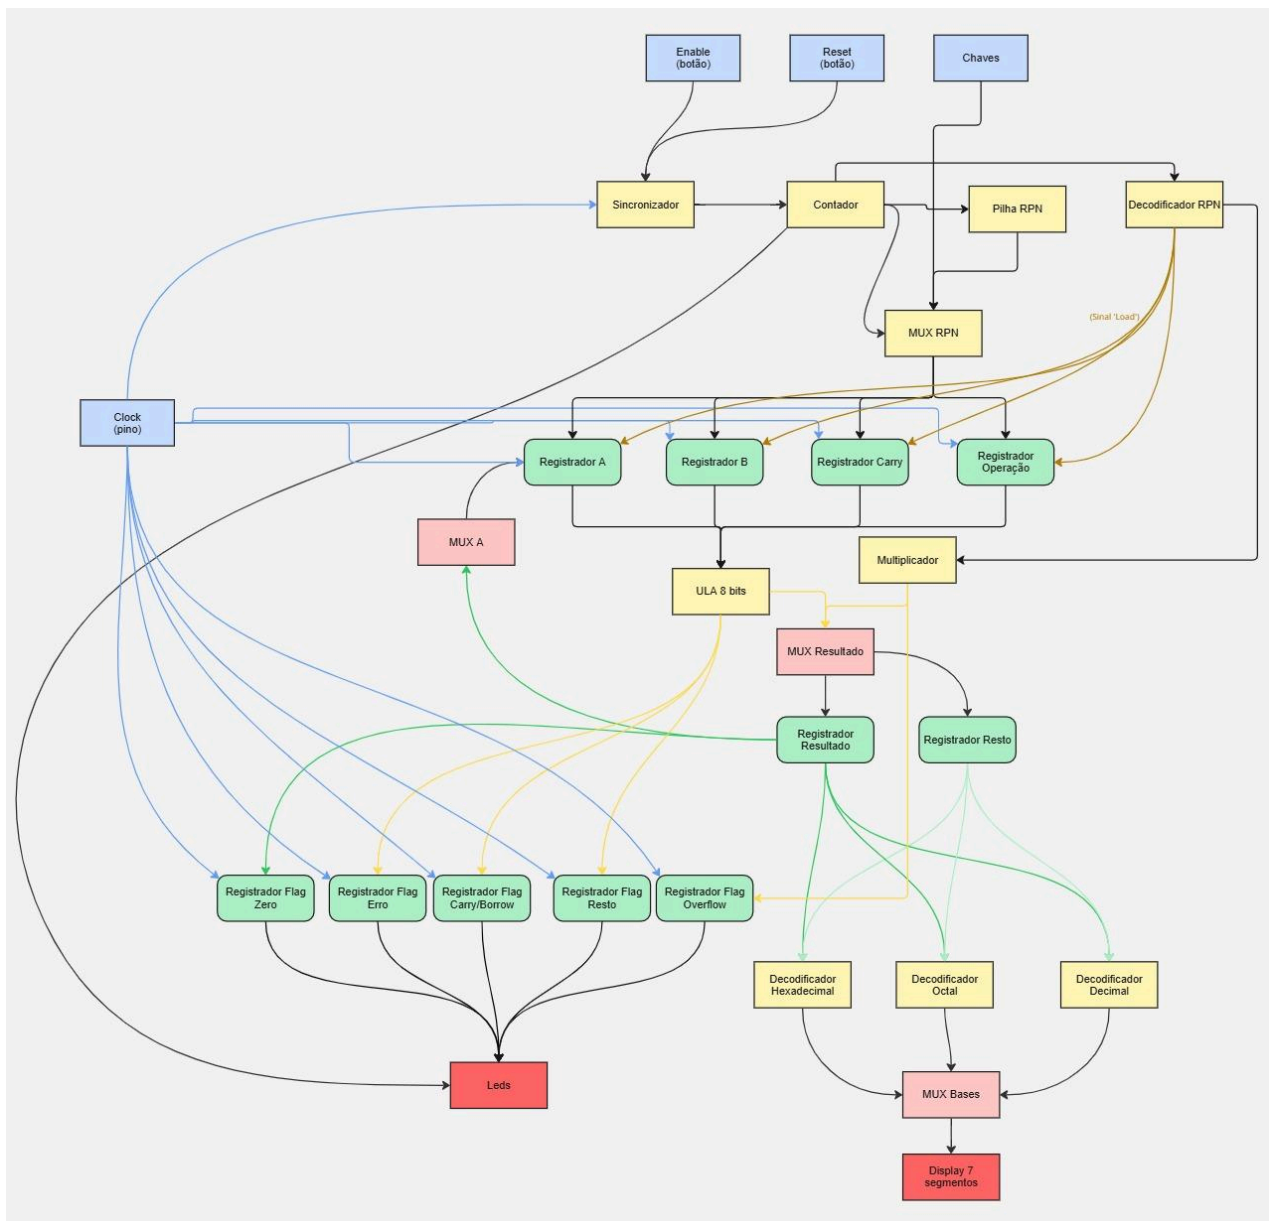 Enable
(botão)
Reset
(botão)
Chaves
Sincronizador
Contador
Pilha RPN
Decodificador RPN
(Sinal 'Load')
MUX RPN
Clock
(pino)
Registrador A
Registrador B
Registrador Carry
Registrador
Operação
MUX A
Multiplicador
ULA 8 bits
MUX Resultado
Registrador
Resultado
Registrador Resto
Registrador Flag
Zero
Registrador Flag
Erro
Registrador Flag
Carry/Borrow
Registrador Flag
Resto
Registrador Flag
Overflow
Decodificador
Hexadecimal
Decodificador
Octal
Decodificador
Decimal
Leds
MUX Bases
Display 7
segmentos